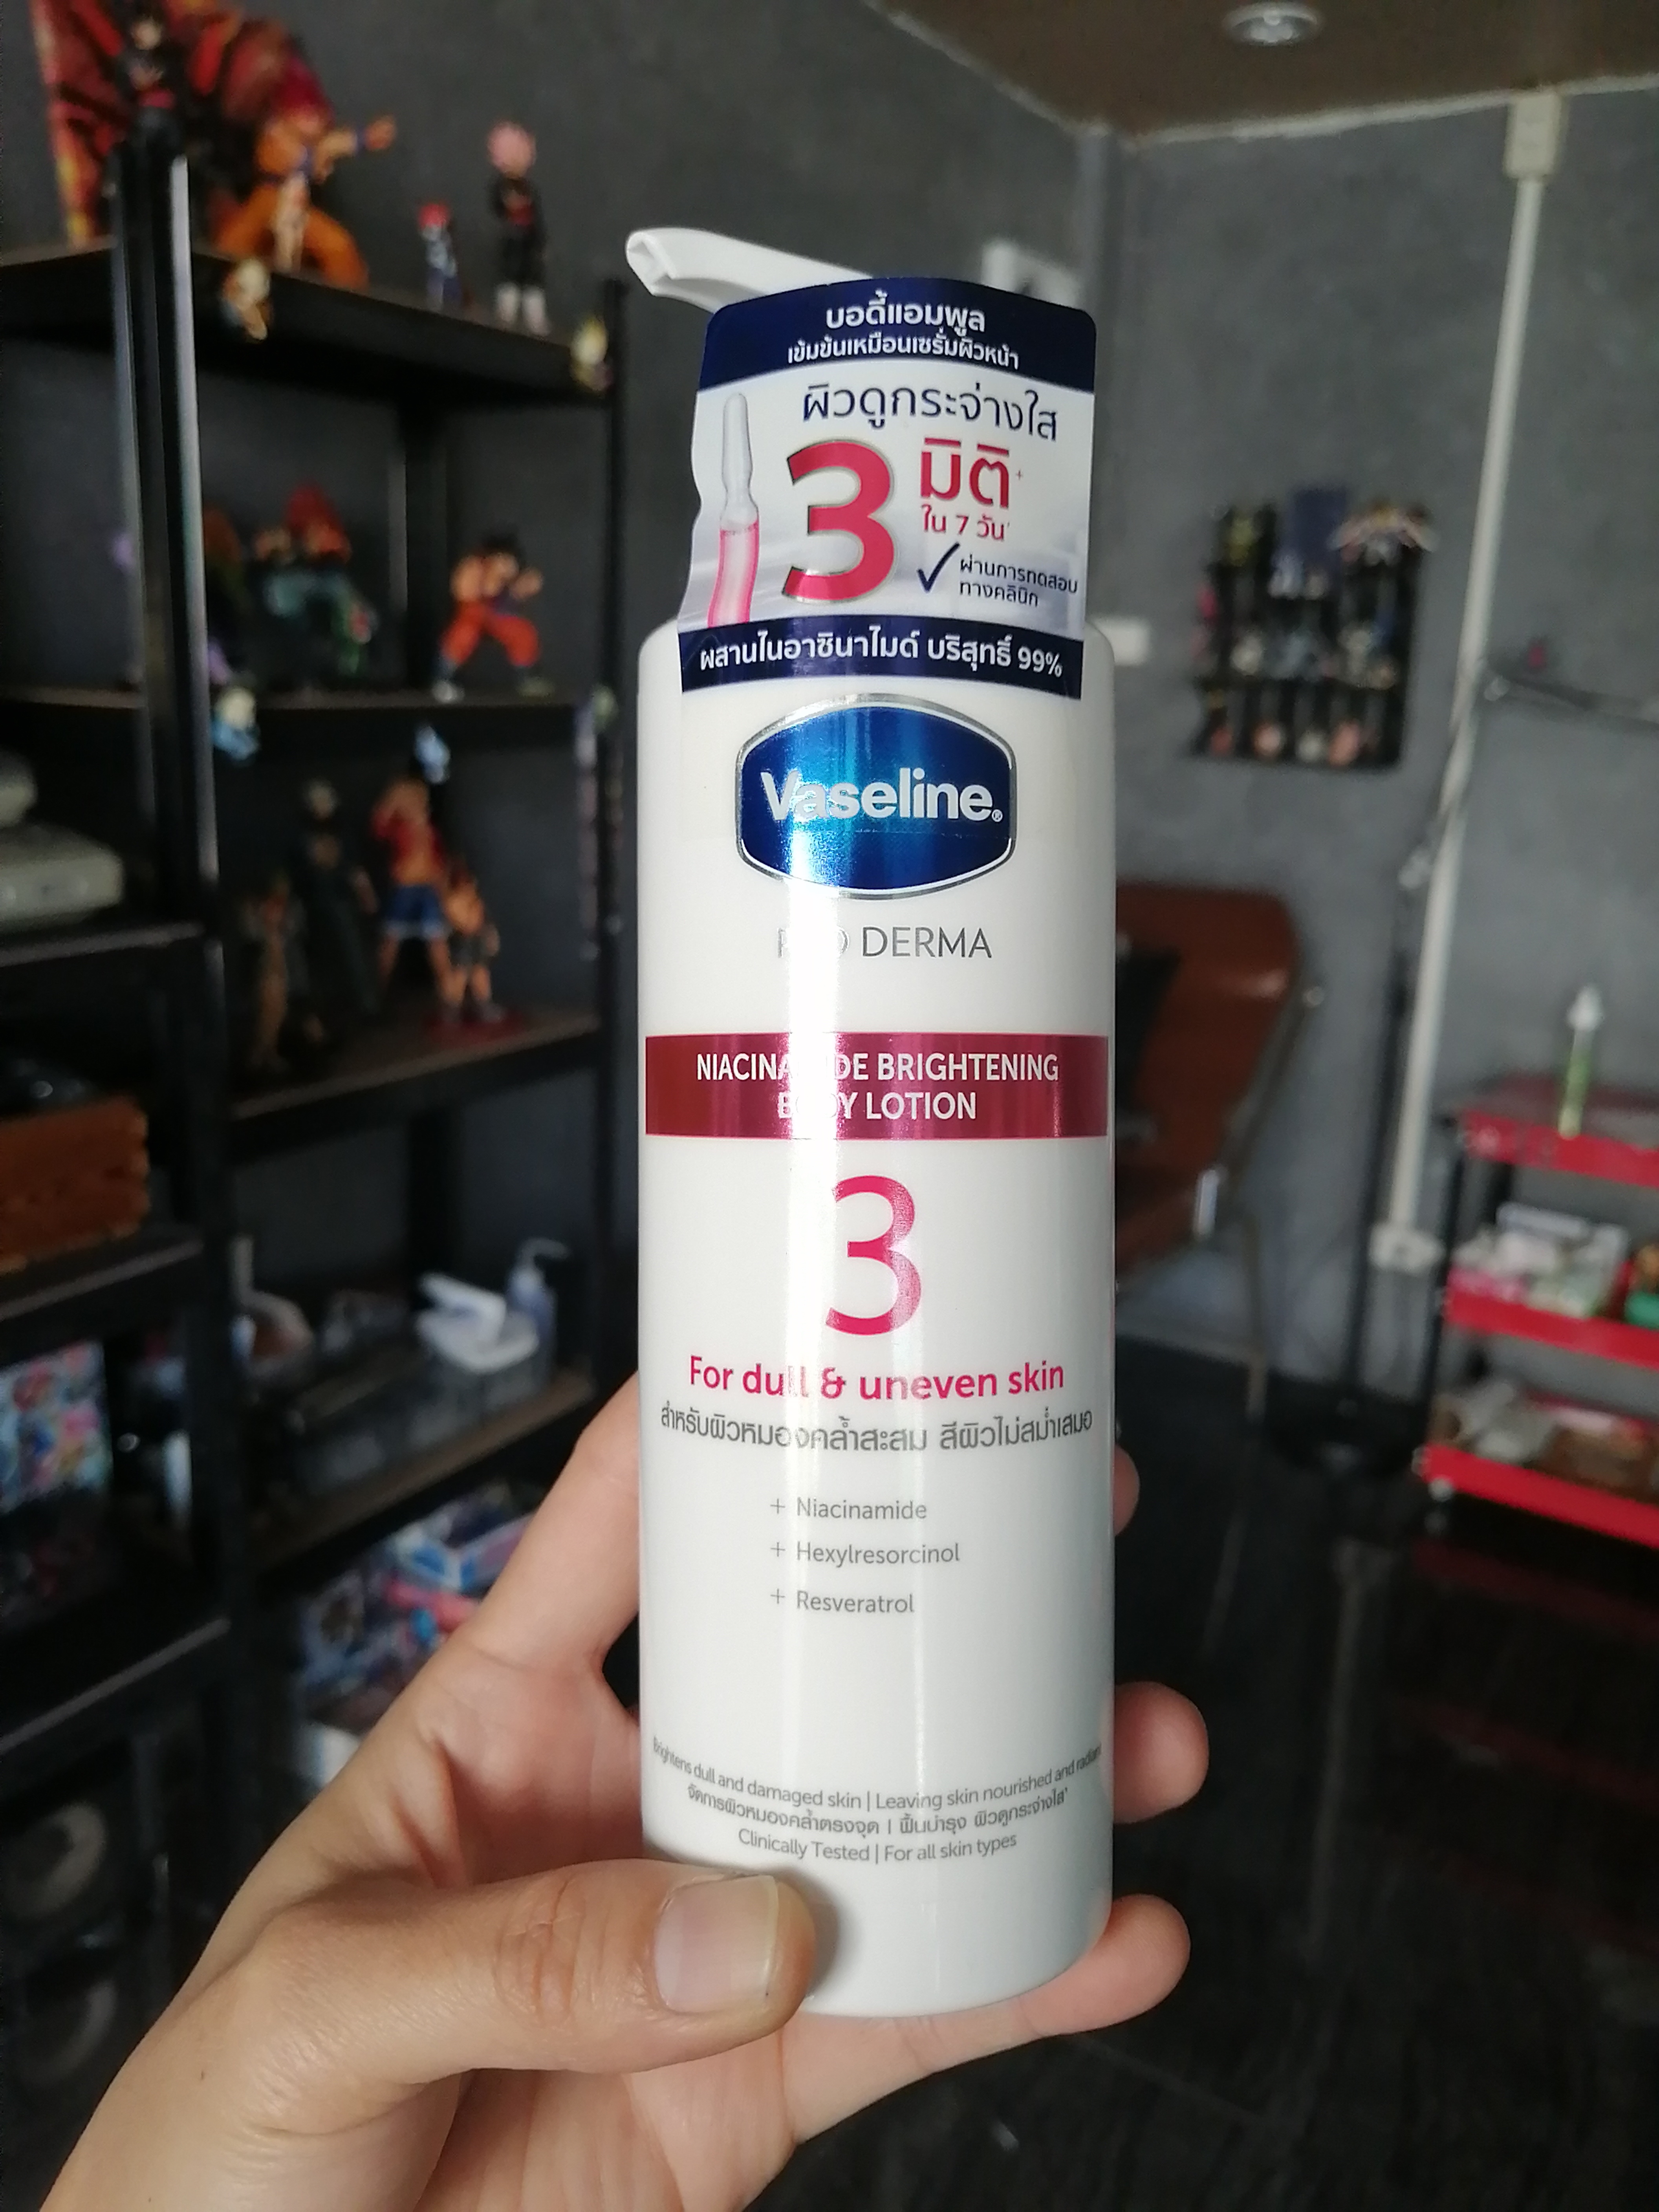 บอดี้แอมพูล
เข้มข้นเหมือนเซรั่มผิวหน้า
ผิวดูกระจ่างใส
3 มิติ+
ใน 7 วัน
ผ่านการทดสอบ
ทางคลินิก
ผสานไนอาซินาไมด์ บริสุทธิ์ 99%
Vaseline®
PRO DERMA
NIACINAMIDE BRIGHTENING
BODY LOTION
3
For dull & uneven skin
สำหรับผิวหมองคล้ำสะสม สีผิวไม่สม่ำเสมอ
+ Niacinamide
+ Hexylresorcinol
+ Resveratrol
Brightens dull and damaged skin | Leaving skin nourished and radiant
จัดการผิวหมองคล้ำตรงจุด | ฟื้นบำรุง ผิวดูกระจ่างใส
Clinically Tested | For all skin types